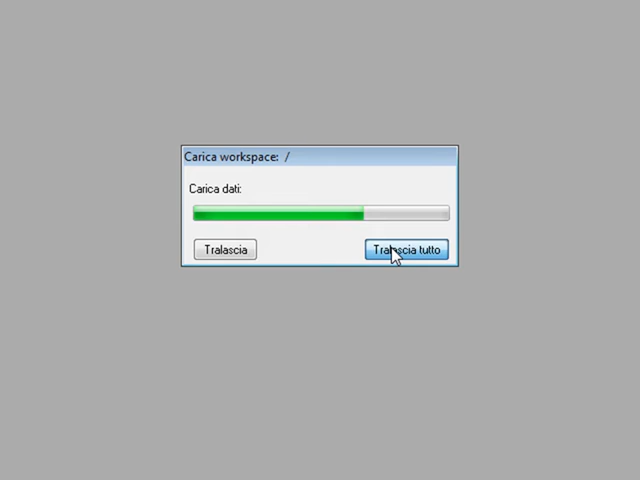 Carica workspace: /
Carica dati:
Tralascia
Tralascia tutto